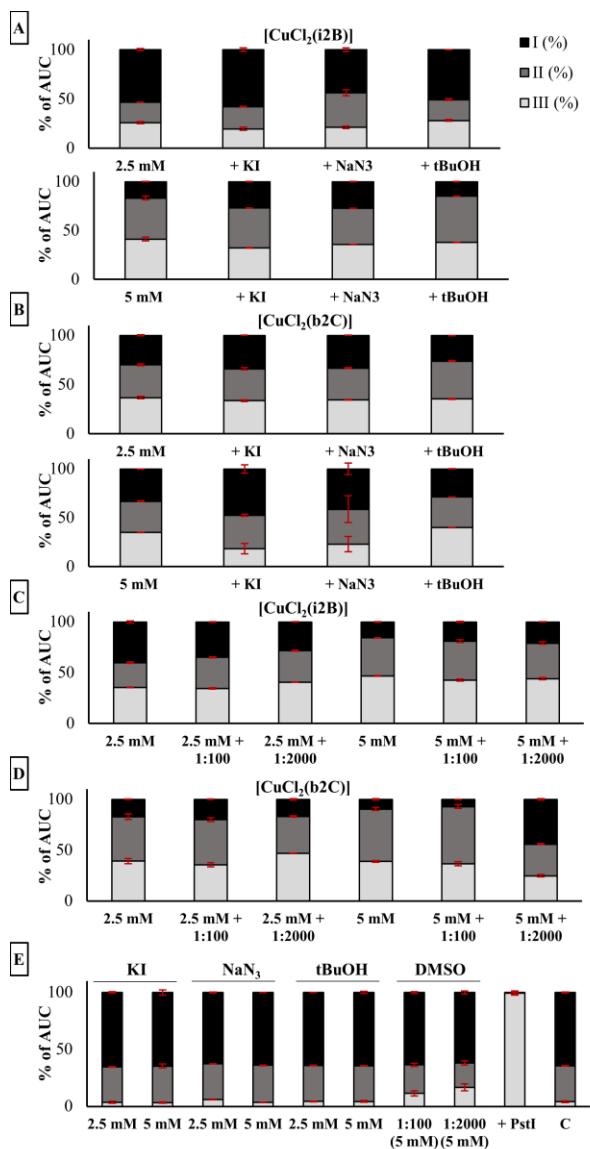 A
[CuCl2(i2B)]
I (%)
II (%)
III (%)
% of AUC
100
50
0
2.5 mM + KI + NaN3 + tBuOH
% of AUC
100
50
0
5 mM + KI + NaN3 + tBuOH
B
[CuCl2(b2C)]
% of AUC
100
50
0
2.5 mM + KI + NaN3 + tBuOH
% of AUC
100
50
0
5 mM + KI + NaN3 + tBuOH
C
[CuCl2(i2B)]
% of AUC
100
50
0
2.5 mM 2.5 mM + 2.5 mM + 5 mM 5 mM + 5 mM +
1:100 1:2000 1:100 1:2000
D
[CuCl2(b2C)]
% of AUC
100
50
0
2.5 mM 2.5 mM + 2.5 mM + 5 mM 5 mM + 5 mM +
1:100 1:2000 1:100 1:2000
E
KI NaN3 tBuOH DMSO
% of AUC
100
50
0
2.5 mM 5 mM 2.5 mM 5 mM 2.5 mM 5 mM 1:100 1:2000 + PstI C
(5 mM) (5 mM)